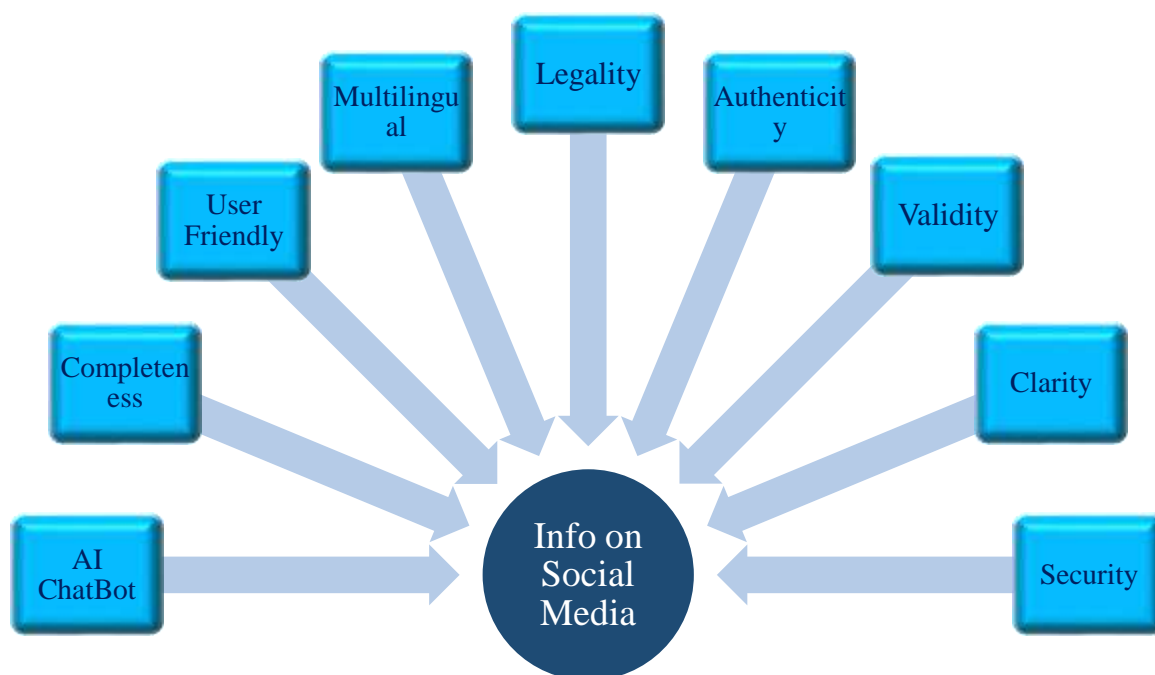 Legality
Multilingu
al
Authenticit
y
User
Friendly
Validity
Completen
ess
Clarity
AI
ChatBot
Info on
Social
Media
Security